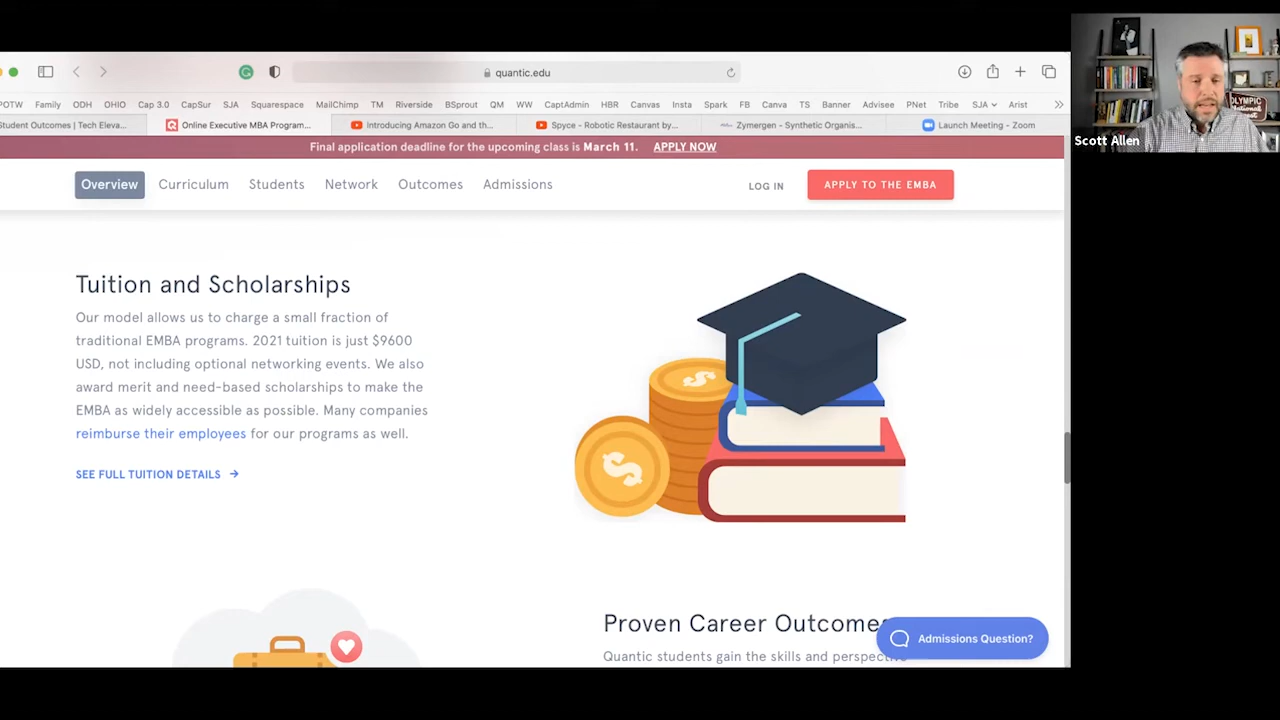 quantic.edu
POTW Family ODH OHIO Cap 3.0 CapSur SJA Squarespace MailChimp TM Riverside BSprout QM WW CaptAdmin HBR Canvas Insta Spark FB Canva TS Banner Advisee PNet Tribe SJA Arist
Student Outcomes | Tech Eleva... Online Executive MBA Program... Introducing Amazon Go and th... Spyce - Robotic Restaurant by... Zymergen - Synthetic Organis... Launch Meeting - Zoom
Final application deadline for the upcoming class is March 11. APPLY NOW
Overview Curriculum Students Network Outcomes Admissions LOG IN APPLY TO THE EMBA
Tuition and Scholarships
Our model allows us to charge a small fraction of
traditional EMBA programs. 2021 tuition is just $9600
USD, not including optional networking events. We also
award merit and need-based scholarships to make the
EMBA as widely accessible as possible. Many companies
reimburse their employees for our programs as well.
SEE FULL TUITION DETAILS →
Proven Career Outcomes
Quantic students gain the skills and perspective
Admissions Question?
Scott Allen
OLYMPIC